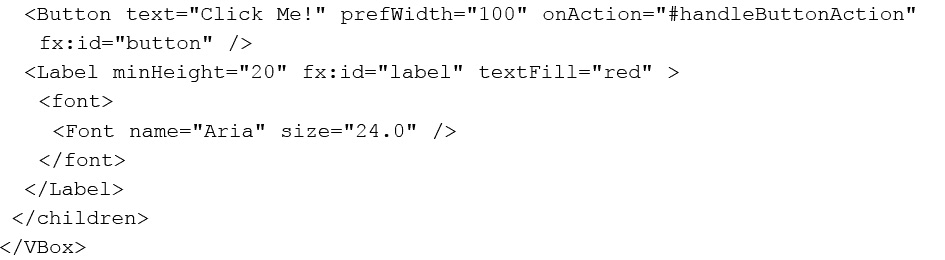 <Button text="Click Me!" prefWidth="100" onAction="#handleButtonAction"
fx:id="button" />
<Label minHeight="20" fx:id="label" textFill="red" >
<font>
<Font name="Aria" size="24.0" />
</font>
</Label>
</children>
</VBox>